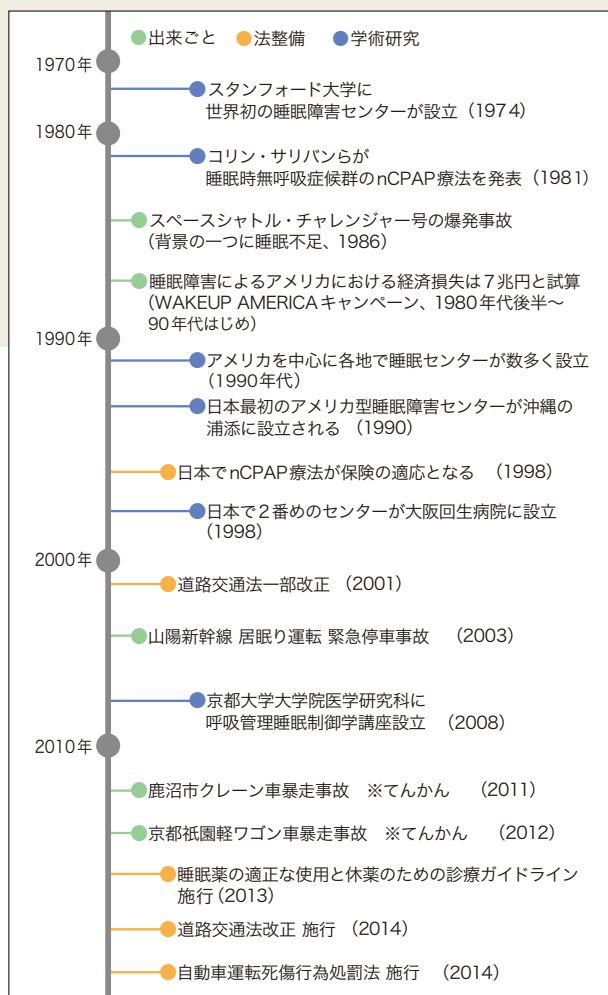 出来ごと 法整備 学術研究
1970年
スタンフォード大学に
世界初の睡眠障害センターが設立（1974）
1980年
コリン・サリバンらが
睡眠時無呼吸症候群のnCPAP療法を発表（1981）
スペースシャトル・チャレンジャー号の爆発事故
（背景の一つに睡眠不足、1986）
睡眠障害によるアメリカにおける経済損失は７兆円と試算
（WAKEUP AMERICAキャンペーン、1980年代後半～
90年代はじめ）
1990年
アメリカを中心に各地で睡眠センターが数多く設立
（1990年代）
日本最初のアメリカ型睡眠障害センターが沖縄の
浦添に設立される （1990）
日本でnCPAP療法が保険の適応となる （1998）
日本で２番めのセンターが大阪回生病院に設立
（1998）
2000年
道路交通法一部改正 （2001）
山陽新幹線 居眠り運転 緊急停車事故 （2003）
京都大学大学院医学研究科に
呼吸管理睡眠制御学講座設立 （2008）
2010年
鹿沼市クレーン車暴走事故 ※てんかん （2011）
京都祇園軽ワゴン車暴走事故 ※てんかん （2012）
睡眠薬の適正な使用と休薬のための診療ガイドライン
施行（2013）
道路交通法改正 施行 （2014）
自動車運転死傷行為処罰法 施行 （2014）